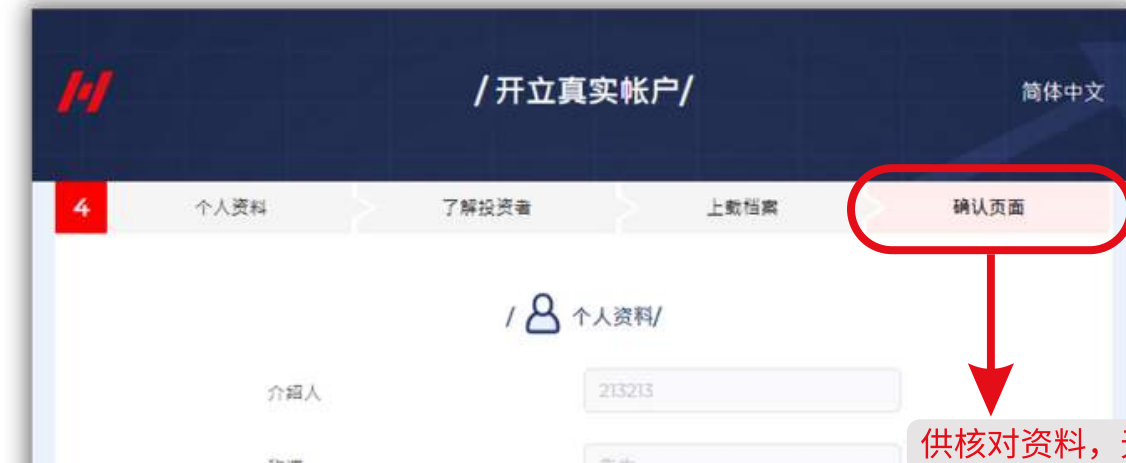 /开立真实帐户/
简体中文
4 个人资料 了解投资者 上载档案 确认页面
/个人资料/
介紹人 213213
供核对资料，